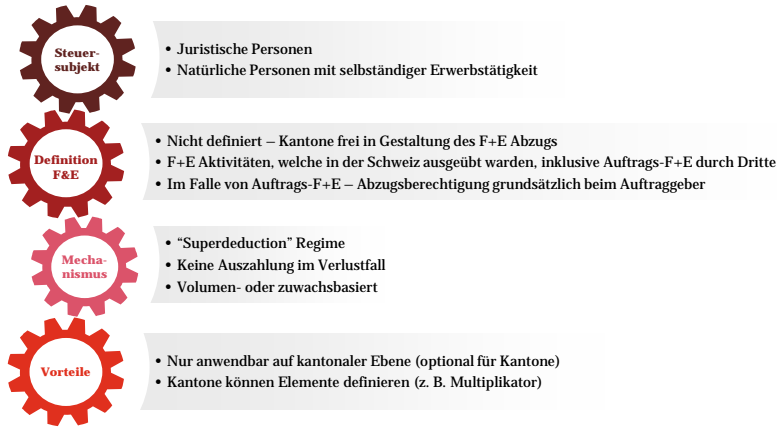 Steuer-
subjekt
• Juristische Personen
• Natürliche Personen mit selbständiger Erwerbstätigkeit
Definition
F&E
• Nicht definiert – Kantone frei in Gestaltung des F+E Abzugs
• F+E Aktivitäten, welche in der Schweiz ausgeübt warden, inklusive Auftrags-F+E durch Dritte
• Im Falle von Auftrags-F+E – Abzugsberechtigung grundsätzlich beim Auftraggeber
Mecha-
nismus
• “Superdeduction” Regime
• Keine Auszahlung im Verlustfall
• Volumen- oder zuwachsbasiert
Vorteile
• Nur anwendbar auf kantonaler Ebene (optional für Kantone)
• Kantone können Elemente definieren (z. B. Multiplikator)